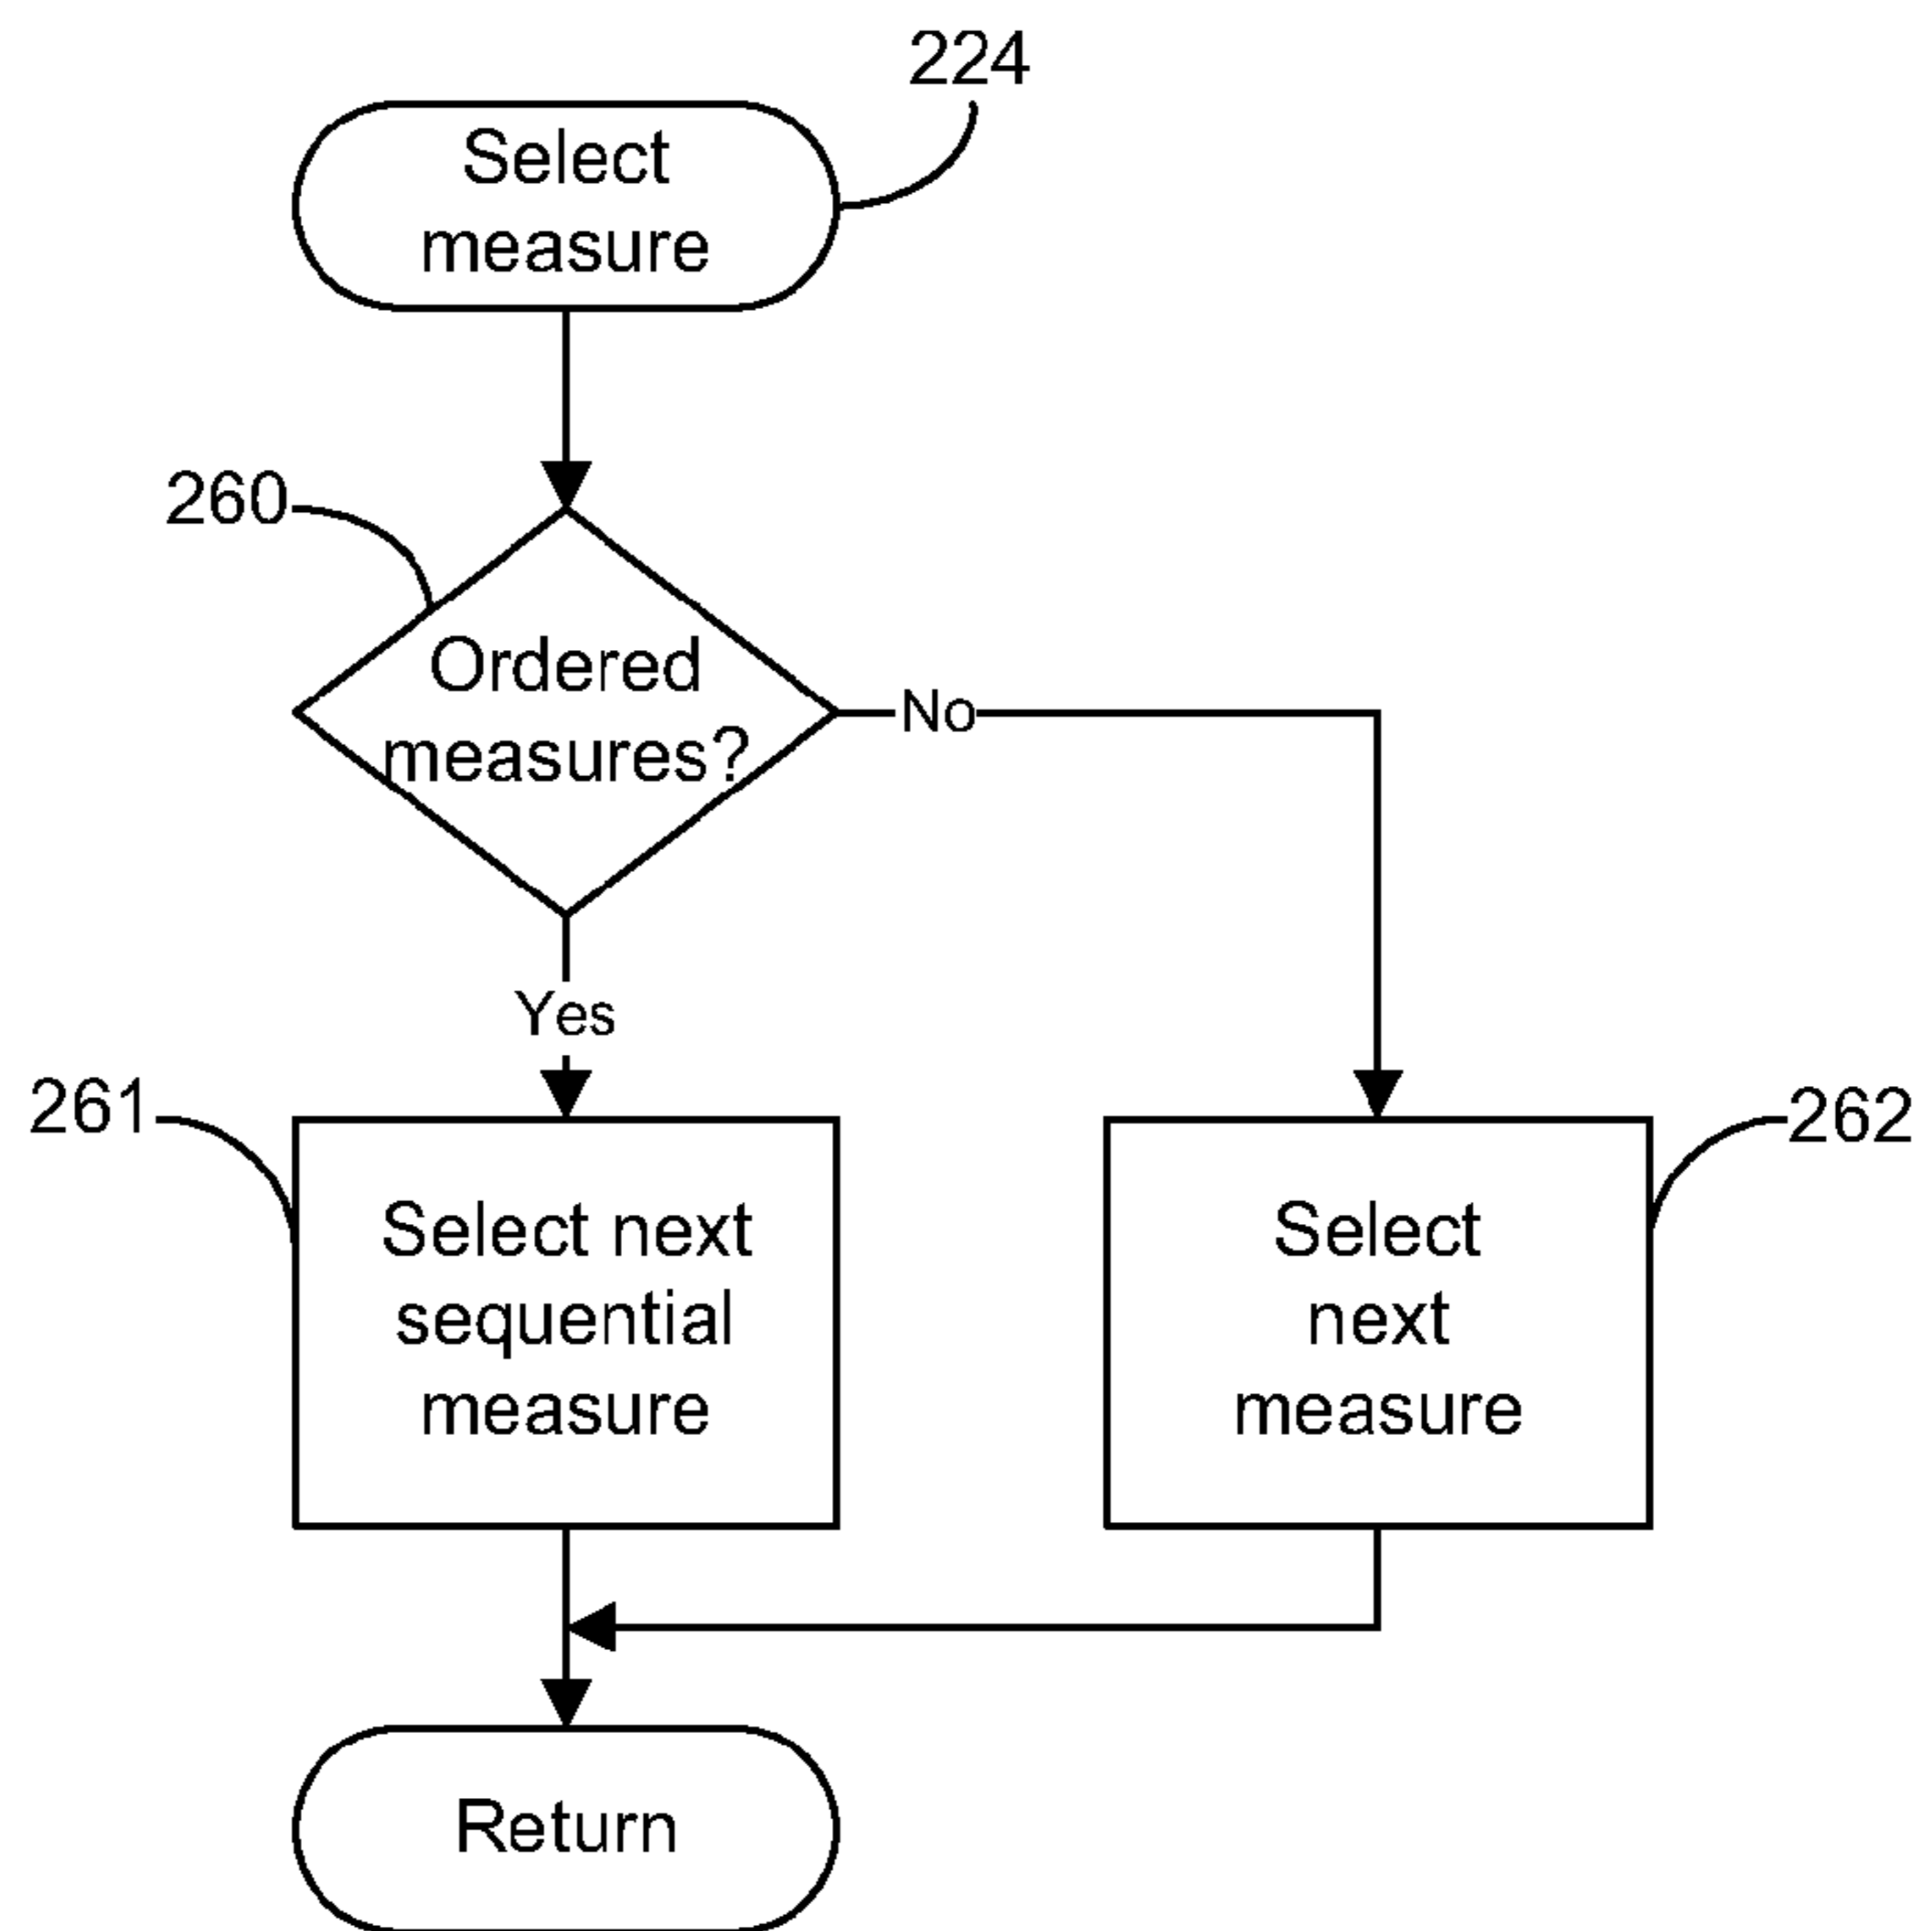 224
Select
measure
260
Ordered
measures?
No
Yes
261
Select next
sequential
measure
262
Select
next
measure
Return